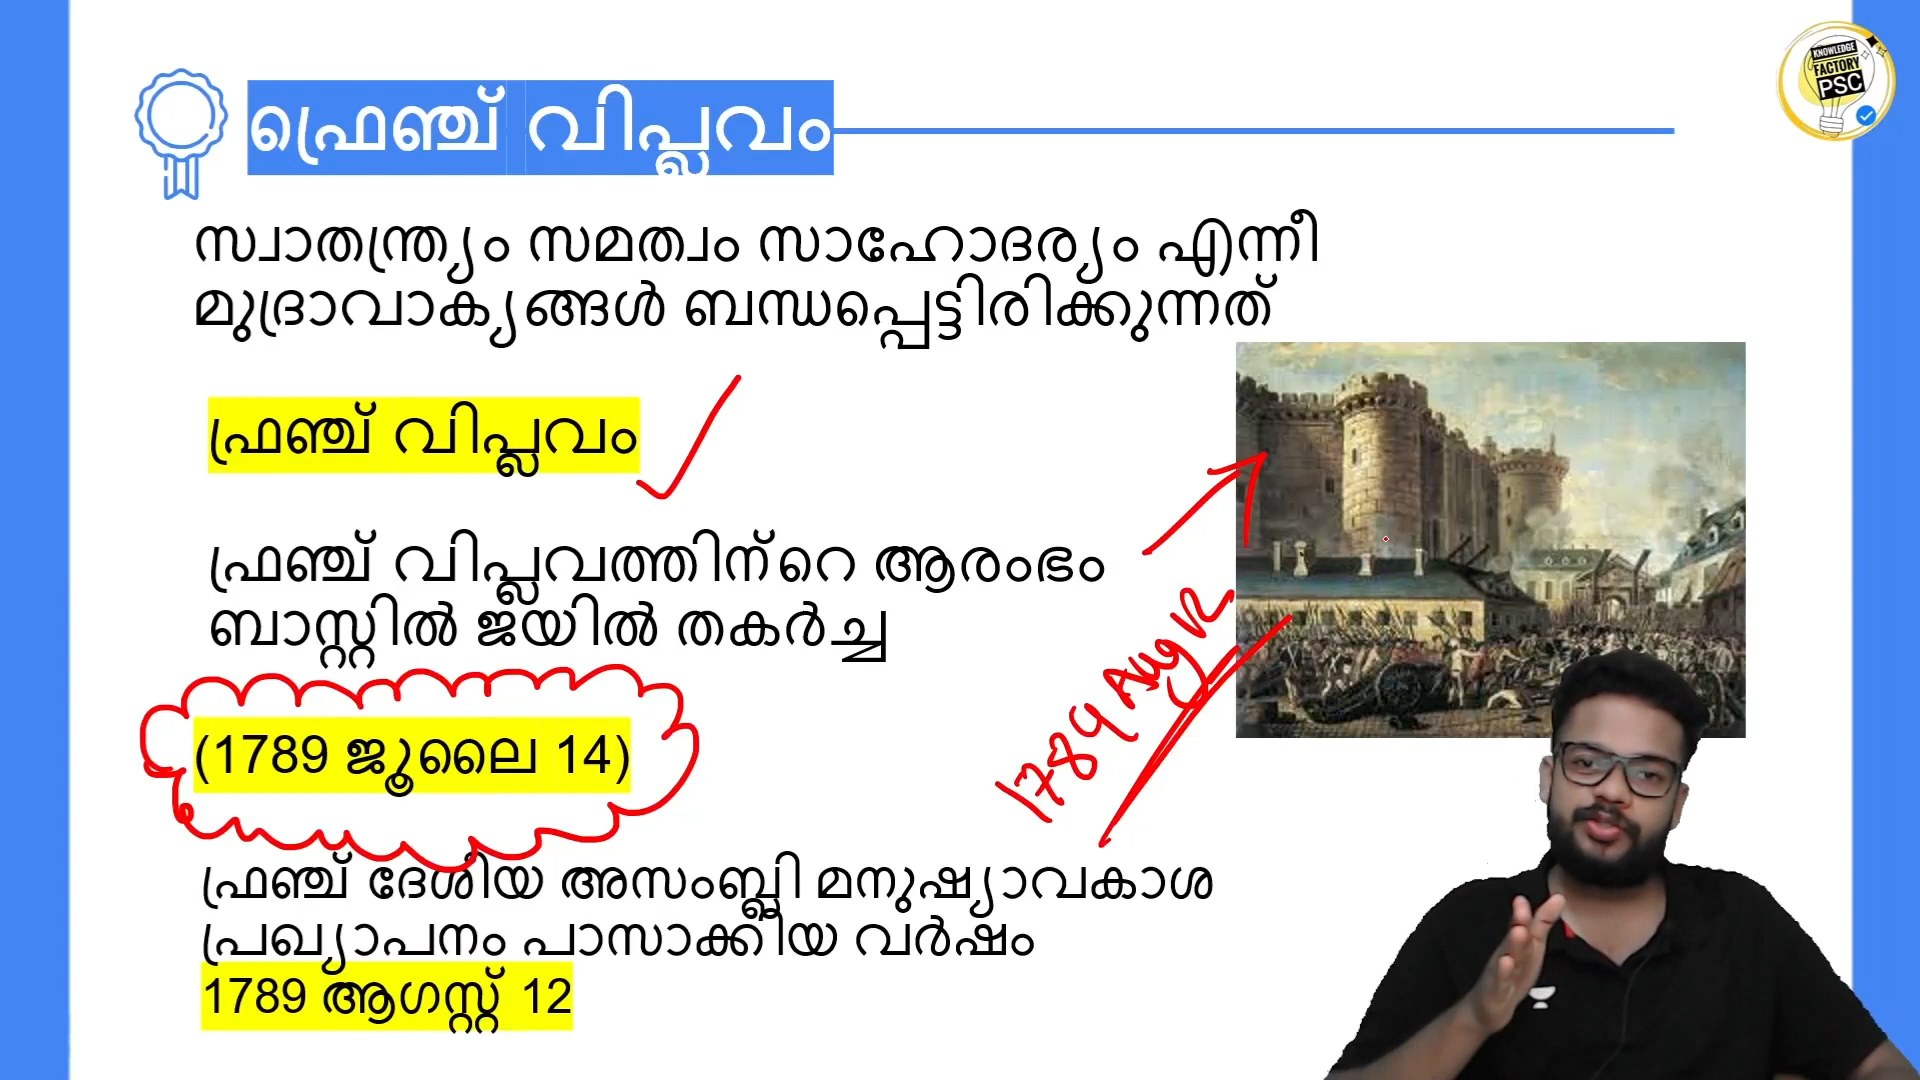 ഫ്രെഞ്ച് വിപ്ലവം
KNOWLEDGE
FACTORY
PSC
സ്വാതന്ത്ര്യം സമത്വം സാഹോദര്യം എന്നീ
മുദ്രാവാക്യങ്ങൾ ബന്ധപ്പെട്ടിരിക്കുന്നത്
ഫ്രഞ്ച് വിപ്ലവം
ഫ്രഞ്ച് വിപ്ലവത്തിന്റെ ആരംഭം
ബാസ്റ്റിൽ ജയിൽ തകർച്ച
(1789 ജൂലൈ 14)
1789 Aug 12
ഫ്രഞ്ച് ദേശീയ അസംബ്ലി മനുഷ്യാവകാശ
പ്രഖ്യാപനം പാസാക്കിയ വർഷം
1789 ആഗസ്റ്റ് 12